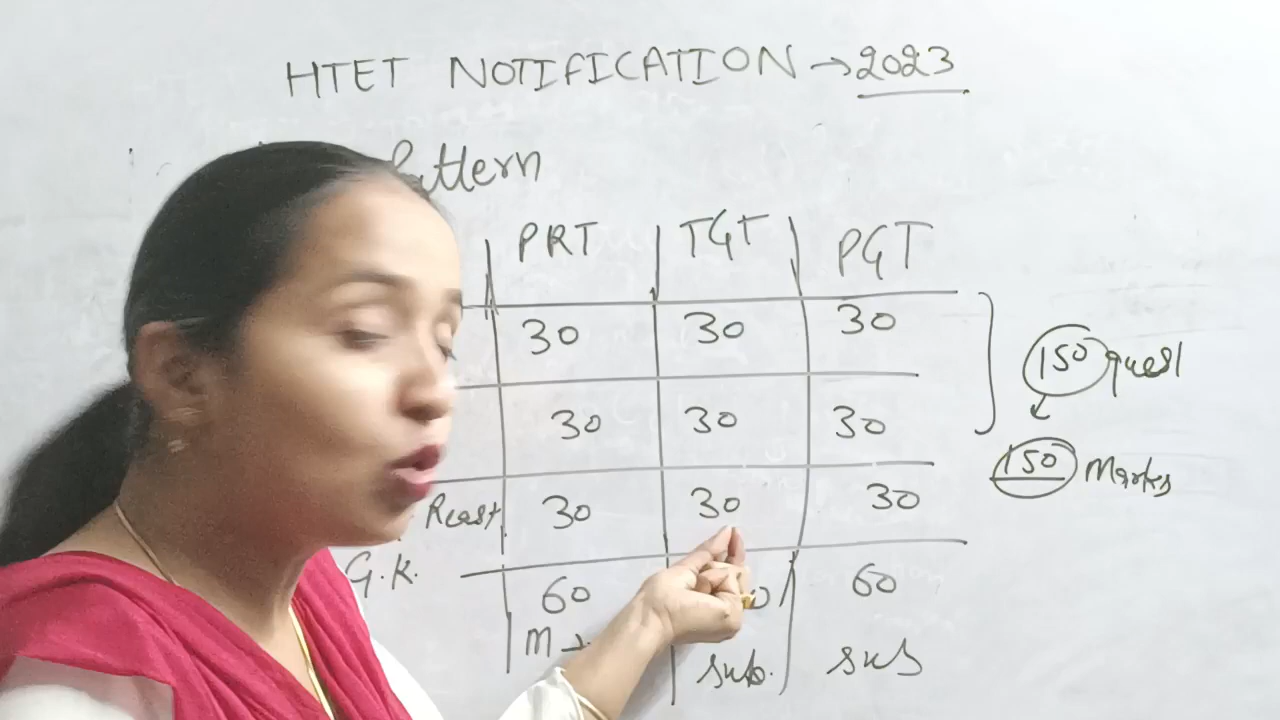 HTET NOTIFICATION → 2023
Pattern
PRT TGT PGT
30 30 30
150 quest
30 30 30
150 Marks
Reast 30 30 30
G.K.
60 60
M
sub. sub